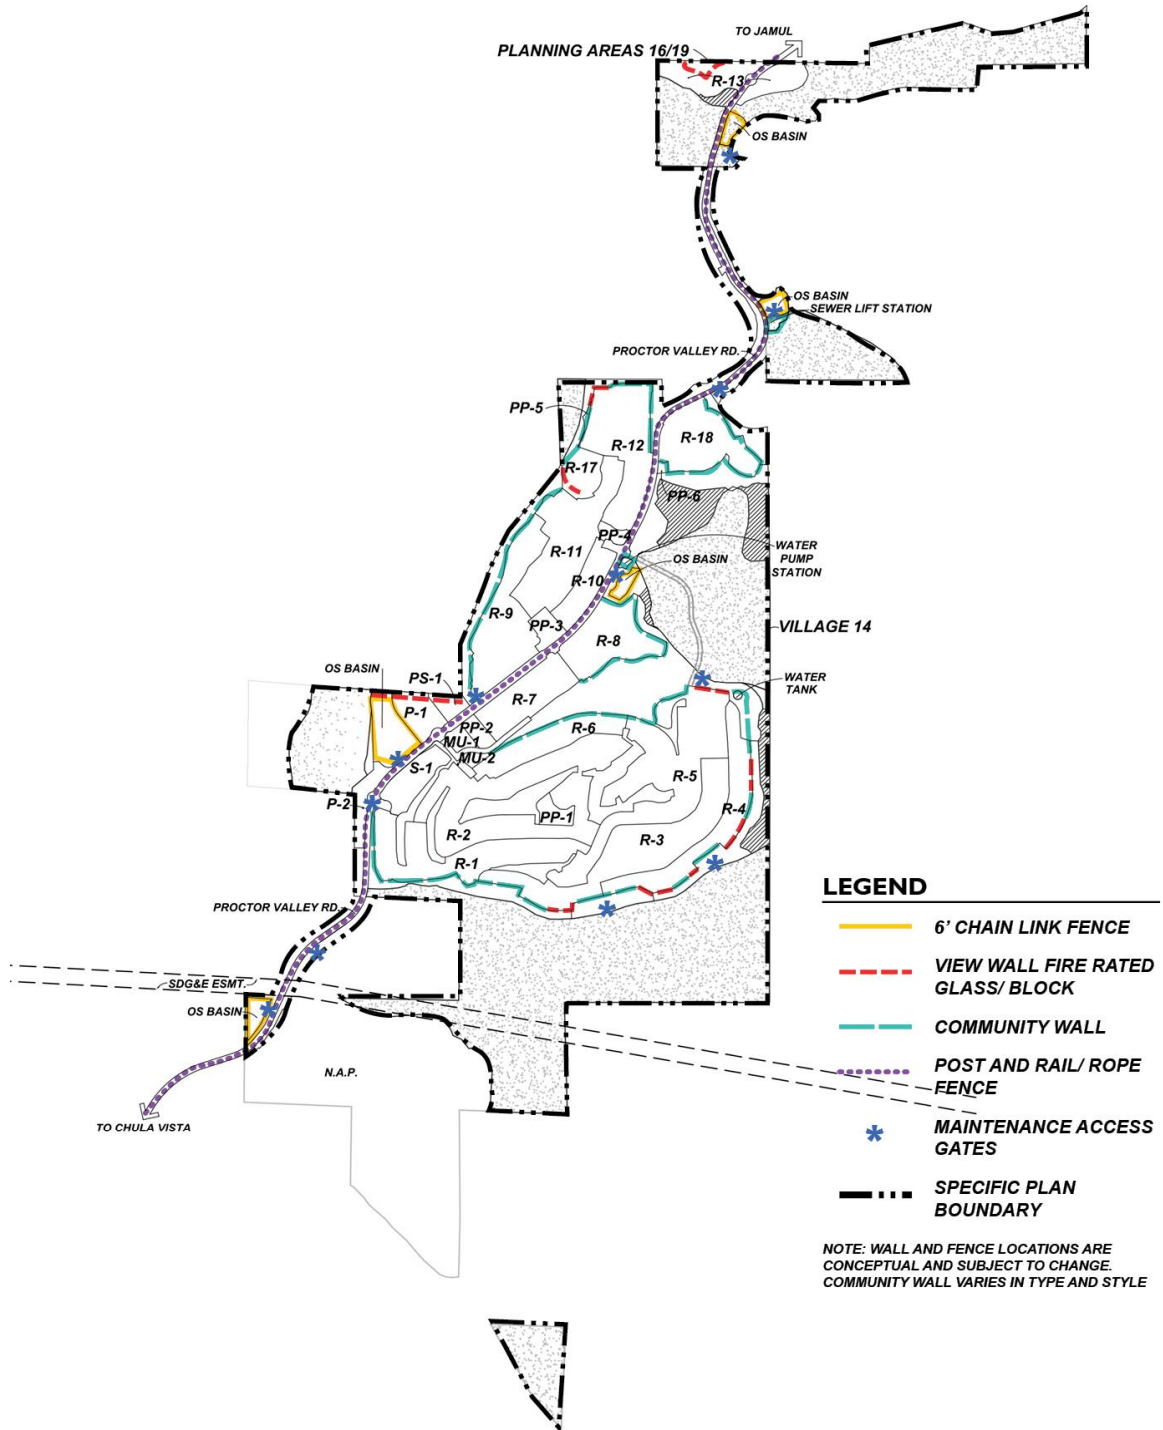 TO JAMUL
PLANNING AREAS 16/19
R-13
OS BASIN
OS BASIN
SEWER LIFT STATION
PROCTOR VALLEY RD.
PP-5
R-12
R-18
R-17
PP-6
PP-4
R-11
OS BASIN
WATER
PUMP
STATION
R-10
R-9
PP-3
R-8
VILLAGE 14
OS BASIN
PS-1
WATER
TANK
P-1
R-7
PP-2
R-6
MU-1
MU-2
S-1
R-5
P-2
R-4
PP-1
R-2
R-3
R-1
PROCTOR VALLEY RD.
SDG&E ESMT.
OS BASIN
N.A.P.
TO CHULA VISTA
LEGEND
6' CHAIN LINK FENCE
VIEW WALL FIRE RATED
GLASS/ BLOCK
COMMUNITY WALL
POST AND RAIL/ ROPE
FENCE
MAINTENANCE ACCESS
GATES
SPECIFIC PLAN
BOUNDARY
NOTE: WALL AND FENCE LOCATIONS ARE
CONCEPTUAL AND SUBJECT TO CHANGE.
COMMUNITY WALL VARIES IN TYPE AND STYLE